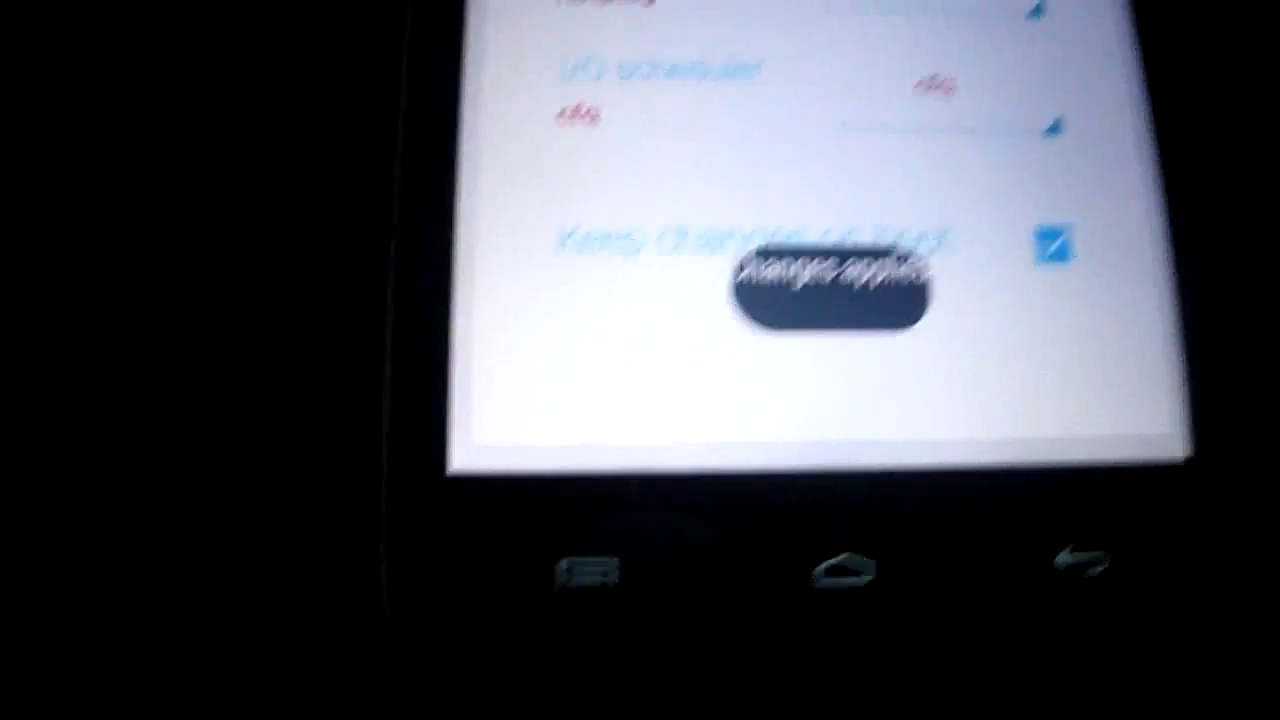 I/O scheduler
cfq
cfq
Keep changes on boot
changes applied